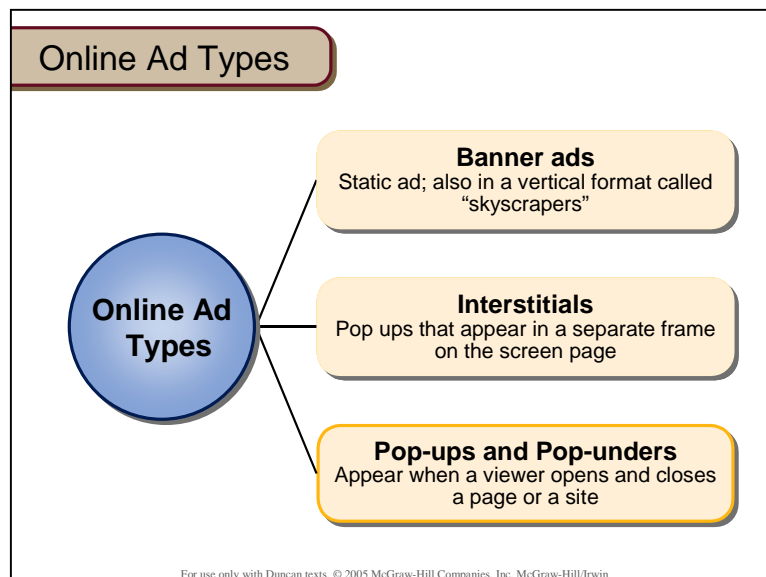 Online Ad Types
Banner ads
Static ad; also in a vertical format called
“skyscrapers”
Online Ad
Types
Interstitials
Pop ups that appear in a separate frame
on the screen page
Pop-ups and Pop-unders
Appear when a viewer opens and closes
a page or a site
For use only with Duncan texts. © 2005 McGraw-Hill Companies, Inc. McGraw-Hill/Irwin